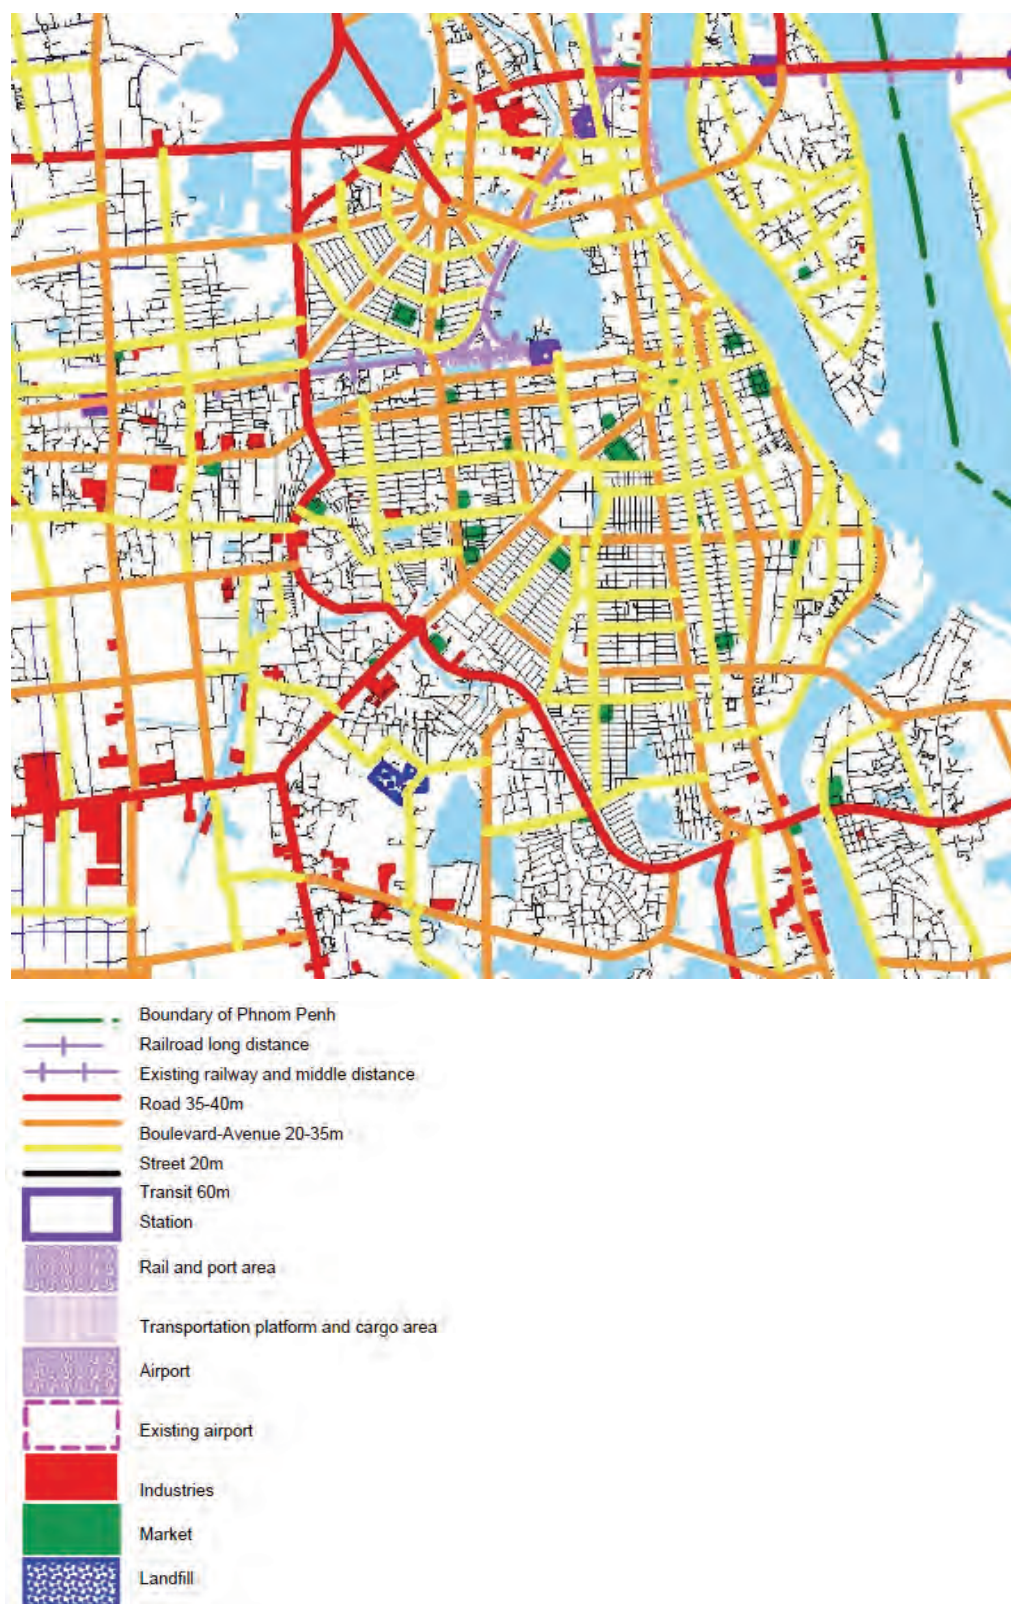 Boundary of Phnom Penh
Railroad long distance
Existing railway and middle distance
Road 35-40m
Boulevard-Avenue 20-35m
Street 20m
Transit 60m
Station
Rail and port area
Transportation platform and cargo area
Airport
Existing airport
Industries
Market
Landfill